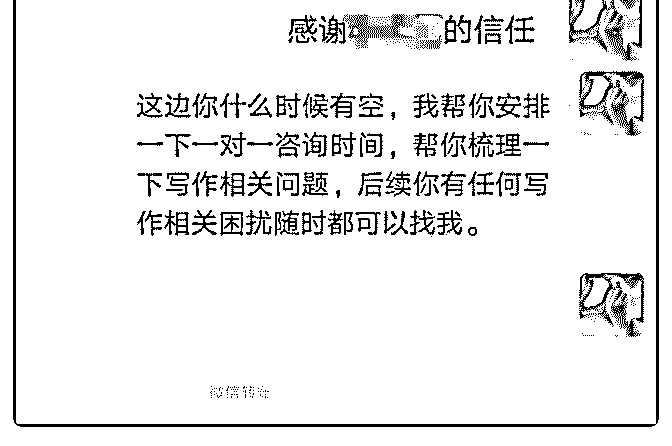 感谢的信任
这边你什么时候有空，我帮你安排
一下一对一咨询时间，帮你梳理一
下写作相关问题，后续你有任何写
作相关困扰随时都可以找我。
微信转账